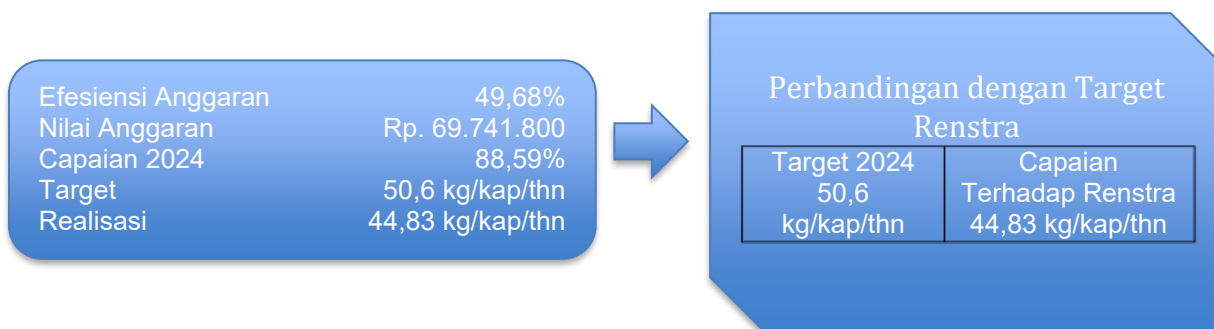 Efesiensi Anggaran 49,68%
Nilai Anggaran Rp. 69.741.800
Capaian 2024 88,59%
Target 50,6 kg/kap/thn
Realisasi 44,83 kg/kap/thn
Perbandingan dengan Target
Renstra
Target 2024
50,6
kg/kap/thn
Capaian
Terhadap Renstra
44,83 kg/kap/thn